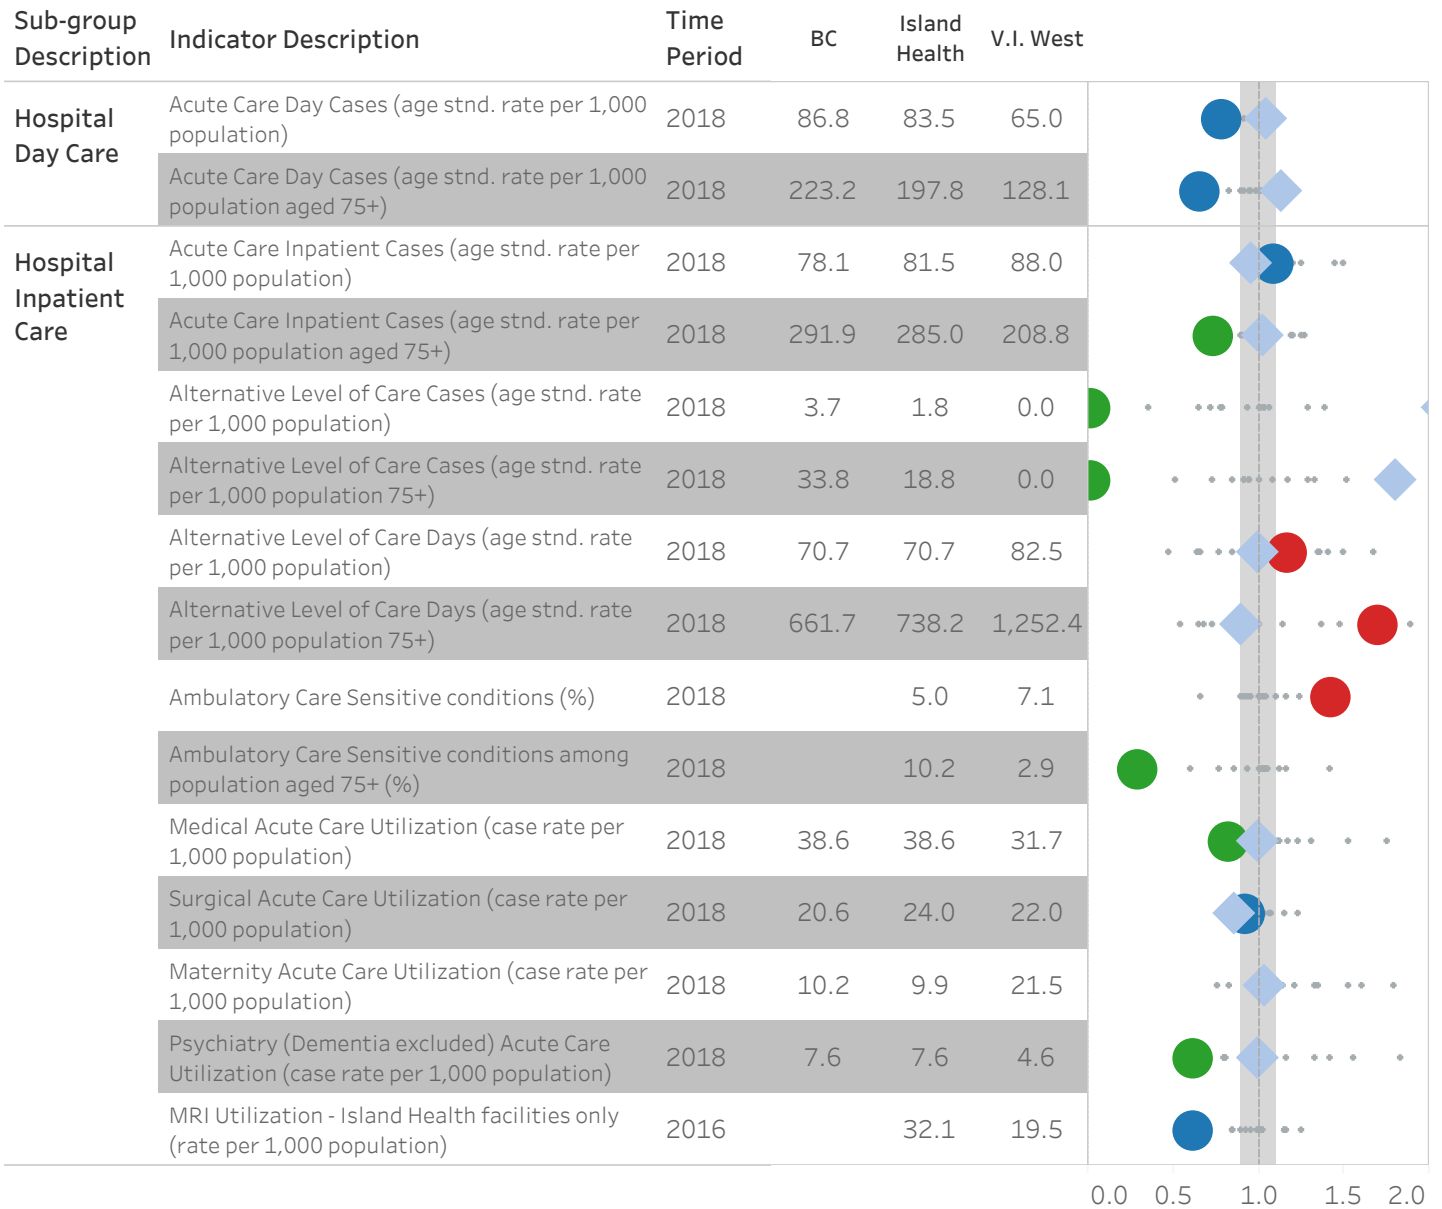 Sub-group Description Indicator Description Time Period BC Island Health V.I. West
Hospital Day Care
Acute Care Day Cases (age stnd. rate per 1,000 population) 2018 86.8 83.5 65.0
Acute Care Day Cases (age stnd. rate per 1,000 population aged 75+) 2018 223.2 197.8 128.1
Hospital Inpatient Care
Acute Care Inpatient Cases (age stnd. rate per 1,000 population) 2018 78.1 81.5 88.0
Acute Care Inpatient Cases (age stnd. rate per 1,000 population aged 75+) 2018 291.9 285.0 208.8
Alternative Level of Care Cases (age stnd. rate per 1,000 population) 2018 3.7 1.8 0.0
Alternative Level of Care Cases (age stnd. rate per 1,000 population 75+) 2018 33.8 18.8 0.0
Alternative Level of Care Days (age stnd. rate per 1,000 population) 2018 70.7 70.7 82.5
Alternative Level of Care Days (age stnd. rate per 1,000 population 75+) 2018 661.7 738.2 1,252.4
Ambulatory Care Sensitive conditions (%) 2018 5.0 7.1
Ambulatory Care Sensitive conditions among population aged 75+ (%) 2018 10.2 2.9
Medical Acute Care Utilization (case rate per 1,000 population) 2018 38.6 38.6 31.7
Surgical Acute Care Utilization (case rate per 1,000 population) 2018 20.6 24.0 22.0
Maternity Acute Care Utilization (case rate per 1,000 population) 2018 10.2 9.9 21.5
Psychiatry (Dementia excluded) Acute Care Utilization (case rate per 1,000 population) 2018 7.6 7.6 4.6
MRI Utilization - Island Health facilities only (rate per 1,000 population) 2016 32.1 19.5
0.0 0.5 1.0 1.5 2.0